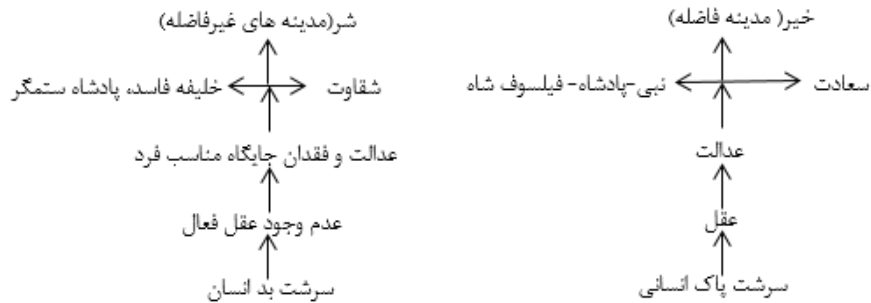 خیر( مدینه فاضله)
سعادت
نبی-پادشاه- فیلسوف شاه
عدالت
عقل
سرشت پاک انسانی
شر(مدینه های غیرفاضله)
شقاوت
خلیفه فاسد، پادشاه ستمگر
عدالت و فقدان جایگاه مناسب فرد
عدم وجود عقل فعال
سرشت بد انسان